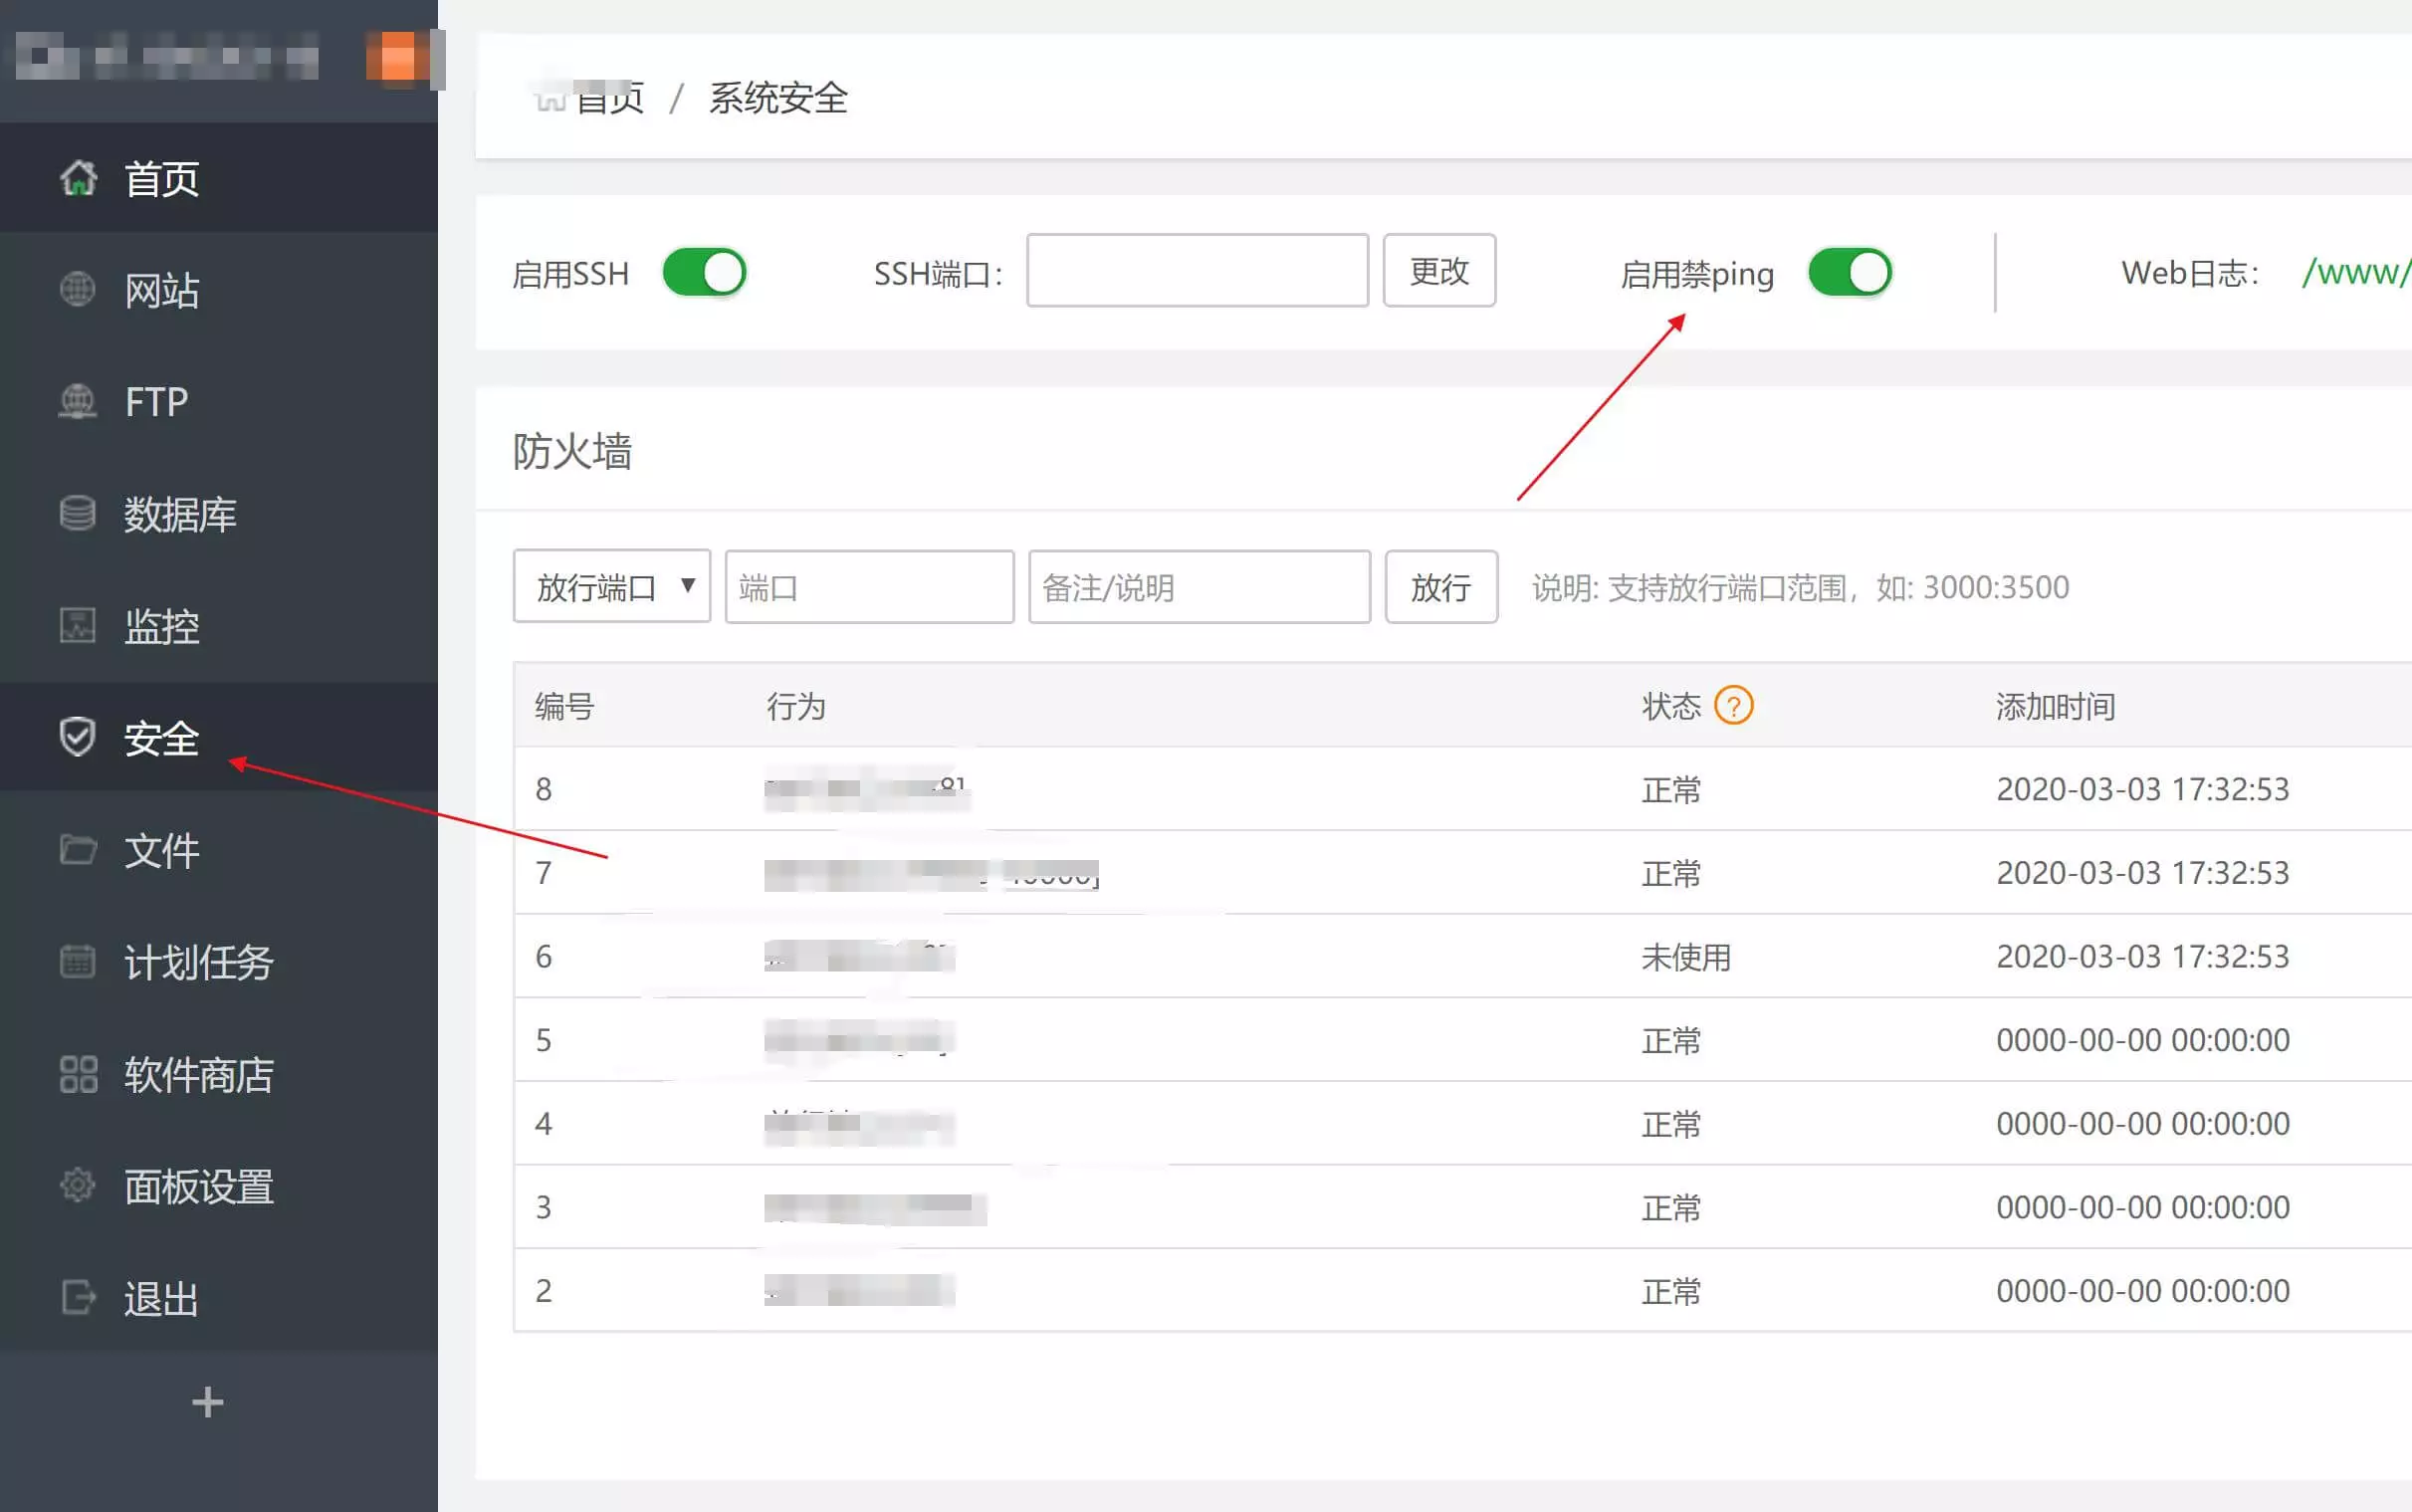 首页
网站
FTP
数据库
监控
安全
文件
计划任务
软件商店
面板设置
退出
首页 / 系统安全
启用SSH SSH端口: 更改 启用禁ping Web日志: /www/
防火墙
放行端口 端口 备注/说明 放行 说明: 支持放行端口范围，如: 3000:3500
编号 行为 状态 ? 添加时间
8 正常 2020-03-03 17:32:53
7 正常 2020-03-03 17:32:53
6 未使用 2020-03-03 17:32:53
5 正常 0000-00-00 00:00:00
4 正常 0000-00-00 00:00:00
3 正常 0000-00-00 00:00:00
2 正常 0000-00-00 00:00:00